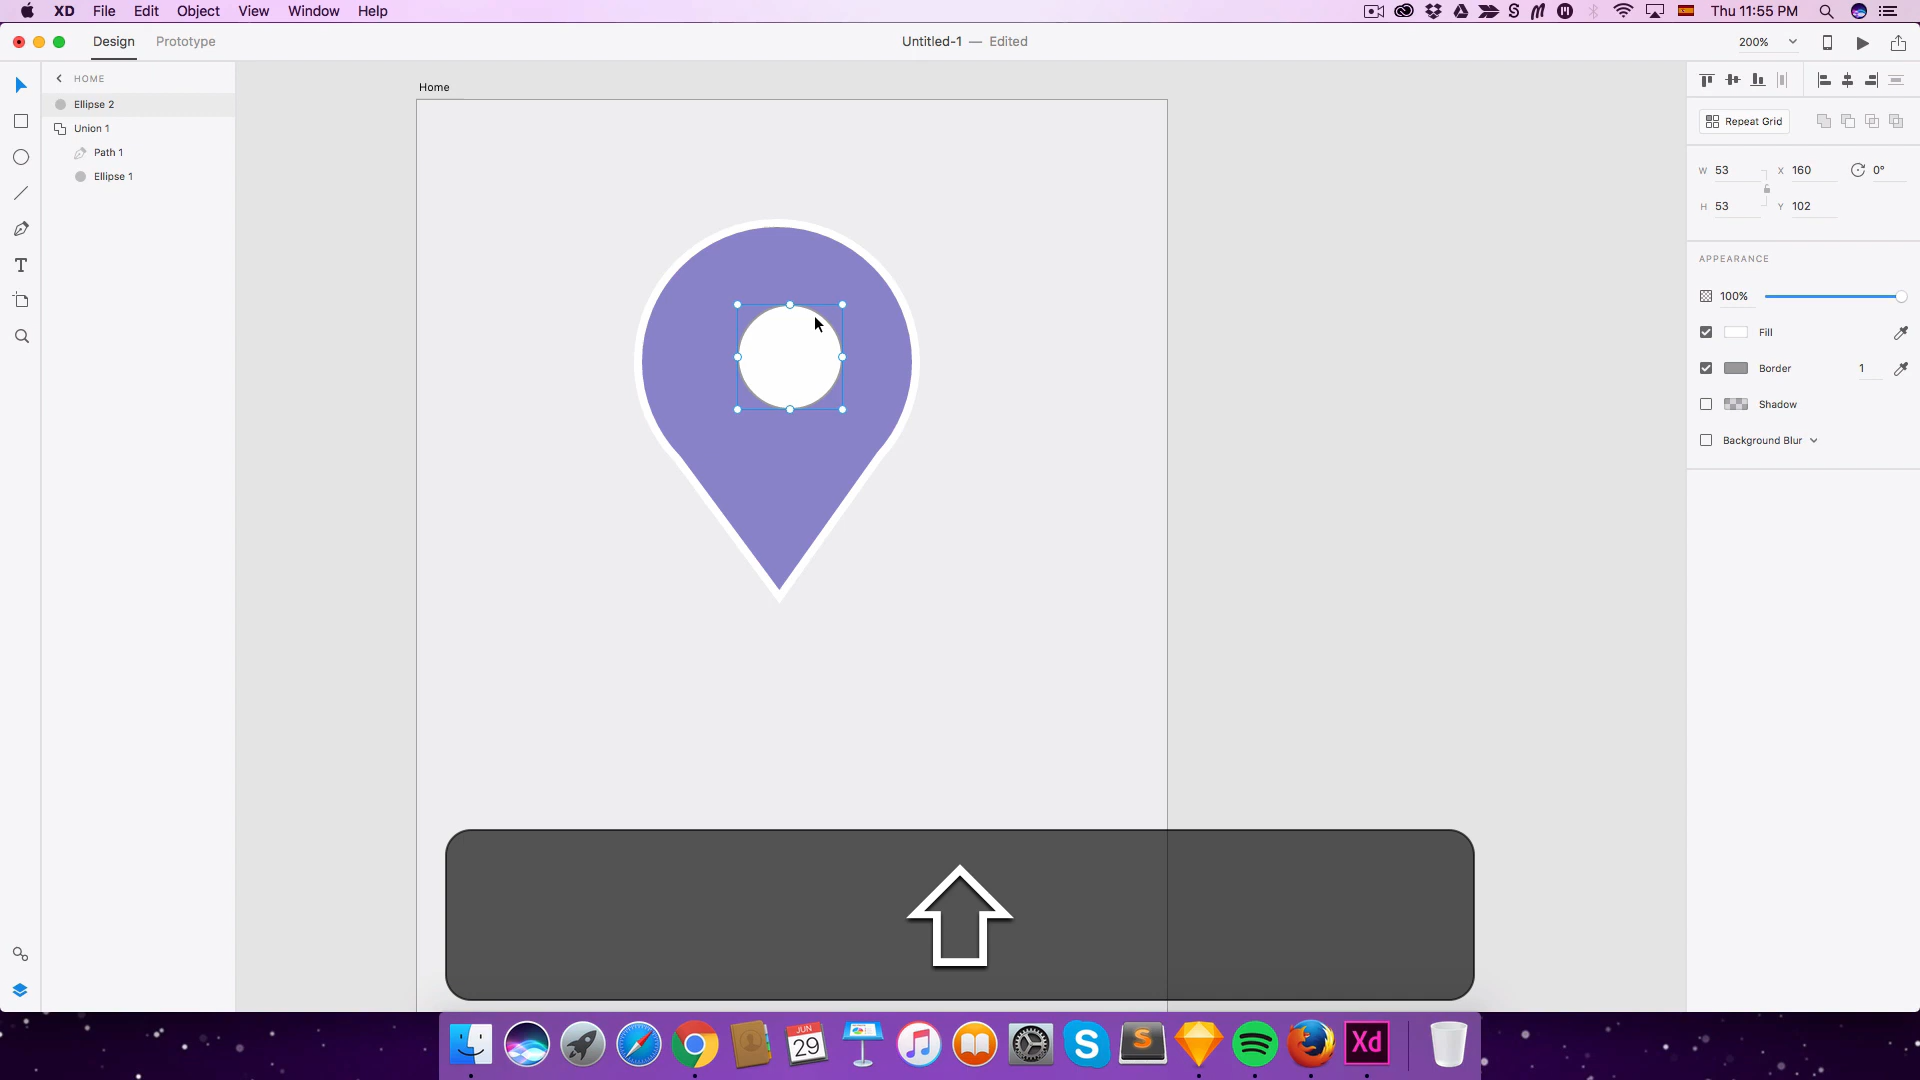 XD File Edit Object View Window Help
Thu 11:55 PM
Design Prototype
Untitled-1 — Edited
200%
HOME
Ellipse 2
Union 1
Path 1
Ellipse 1
Home
Repeat Grid
W 53 X 160 0°
H 53 Y 102
APPEARANCE
100%
Fill
Border 1
Shadow
Background Blur
T
JUN
29
S
S
Xd